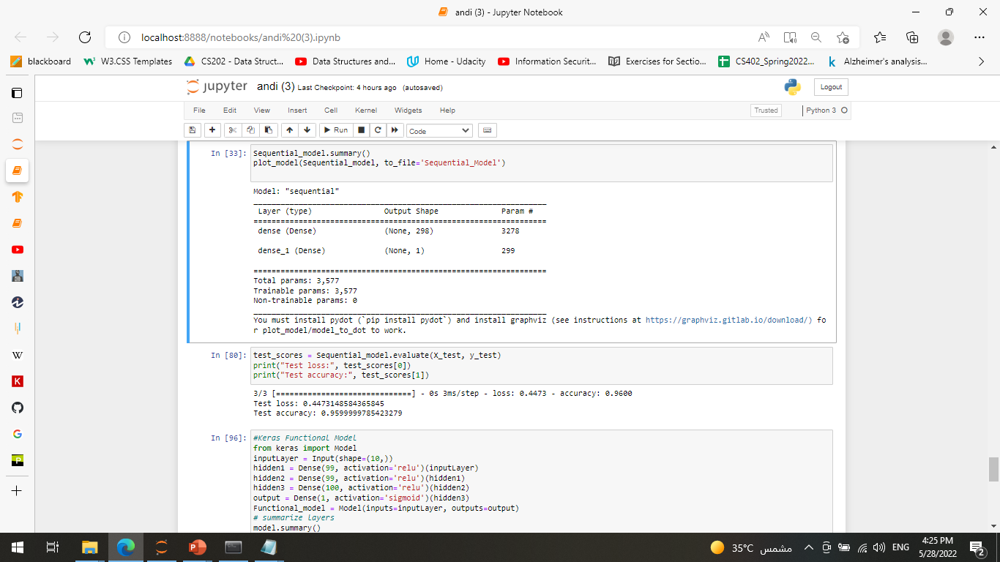 andi (3) - Jupyter Notebook
localhost:8888/notebooks/andi%20(3).ipynb
blackboard W3.CSS Templates CS202 - Data Struct... Data Structures and... Home - Udacity Information Securit... Exercises for Sectio... CS402_Spring2022... Alzheimer's analysis...
jupyter andi (3) Last Checkpoint: 4 hours ago (autosaved) Logout
File Edit View Insert Cell Kernel Widgets Help Trusted Python 3
Run Code
In [33]: Sequential_model.summary()
plot_model(Sequential_model, to_file='Sequential_Model')
Model: "sequential"
_________________________________________________________________
Layer (type) Output Shape Param #
=================================================================
dense (Dense) (None, 298) 3278
dense_1 (Dense) (None, 1) 299
=================================================================
Total params: 3,577
Trainable params: 3,577
Non-trainable params: 0
_________________________________________________________________
You must install pydot (`pip install pydot`) and install graphviz (see instructions at https://graphviz.gitlab.io/download/) fo
r plot_model/model_to_dot to work.
In [80]: test_scores = Sequential_model.evaluate(X_test, y_test)
print("Test loss:", test_scores[0])
print("Test accuracy:", test_scores[1])
3/3 [==============================] - 0s 3ms/step - loss: 0.4473 - accuracy: 0.9600
Test loss: 0.4473148584365845
Test accuracy: 0.9599999785423279
In [96]: #Keras Functional Model
from keras import Model
inputLayer = Input(shape=(10,))
hidden1 = Dense(99, activation='relu')(inputLayer)
hidden2 = Dense(99, activation='relu')(hidden1)
hidden3 = Dense(100, activation='relu')(hidden2)
output = Dense(1, activation='sigmoid')(hidden3)
Functional_model = Model(inputs=inputLayer, outputs=output)
# summarize layers
model.summary()
35°C مشمس ENG 4:25 PM
5/28/2022 2